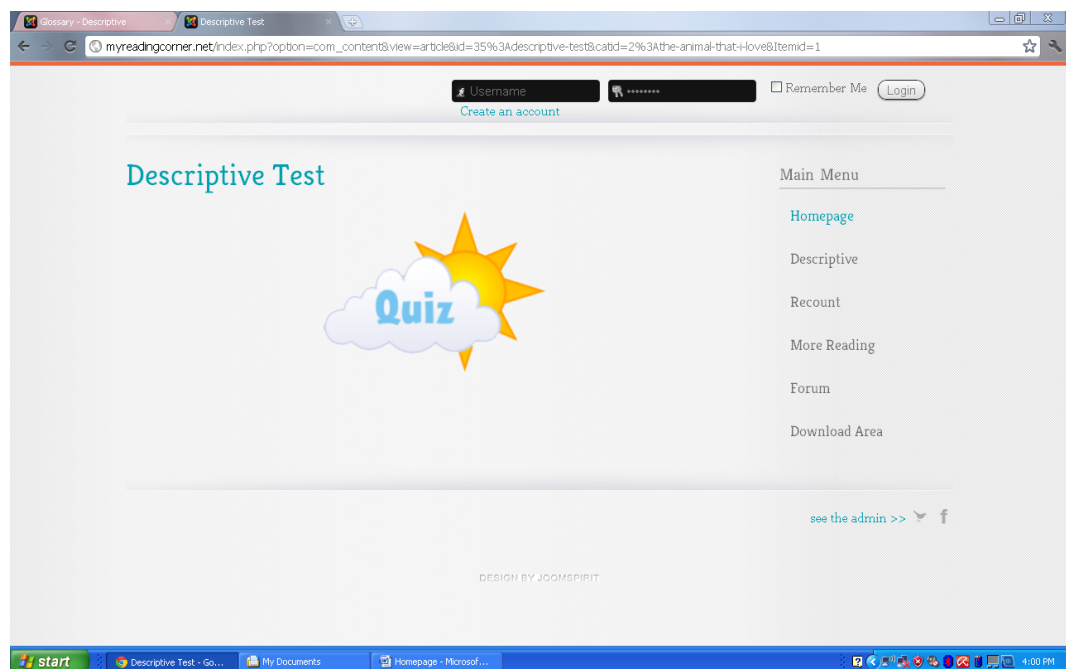 Glossary - Descriptive
Descriptive Test
myreadingcorner.net/index.php?option=com_content&view=article&id=35%3Adescriptive-test&catid=2%3Athe-animal-that-i-love&Itemid=1
Username
Remember Me
Login
Create an account
Descriptive Test
Main Menu
Homepage
Quiz
Descriptive
Recount
More Reading
Forum
Download Area
see the admin >>
DESIGN BY JOOMSPIRIT
start
Descriptive Test - Go...
My Documents
Homepage - Microsof...
4:00 PM